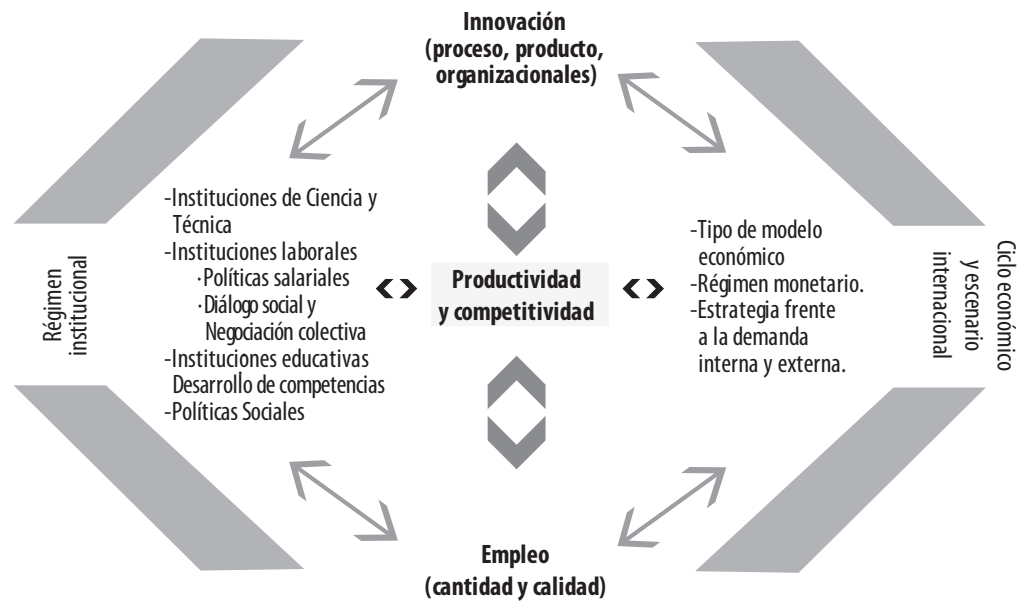 Innovación
(proceso, producto,
organizacionales)
Régimen
institucional
-Instituciones de Ciencia y
Técnica
-Instituciones laborales
·Políticas salariales
·Diálogo social y
Negociación colectiva
-Instituciones educativas
Desarrollo de competencias
-Políticas Sociales
Productividad
y competitividad
-Tipo de modelo
económico
-Régimen monetario.
-Estrategia frente
a la demanda
interna y externa.
Ciclo económico
y escenario
internacional
Empleo
(cantidad y calidad)